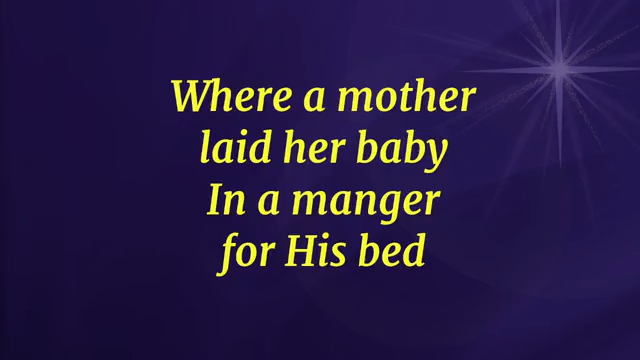 Where a mother
laid her baby
In a manger
for His bed